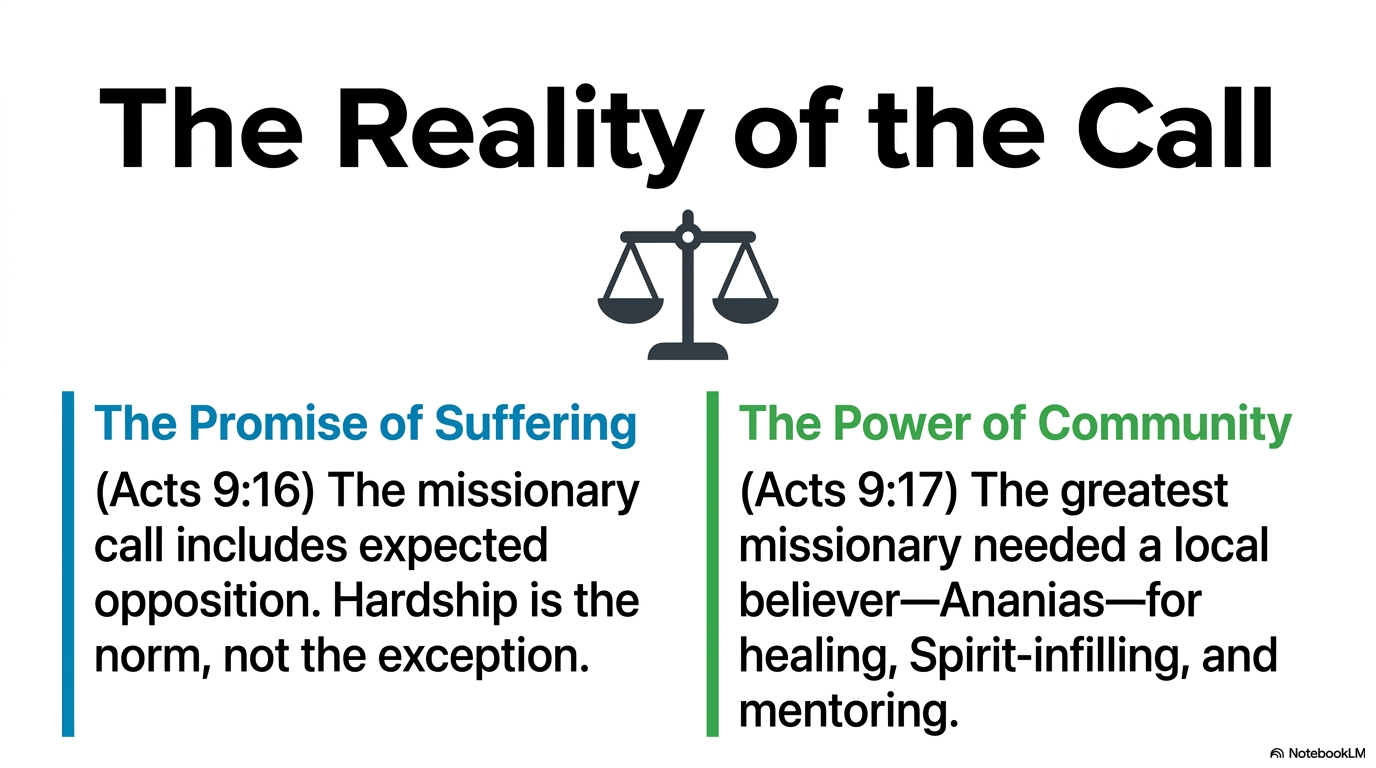 The Reality of the Call
The Promise of Suffering
(Acts 9:16) The missionary
call includes expected
opposition. Hardship is the
norm, not the exception.
The Power of Community
(Acts 9:17) The greatest
missionary needed a local
believer—Ananias—for
healing, Spirit-infilling, and
mentoring.
NotebookLM